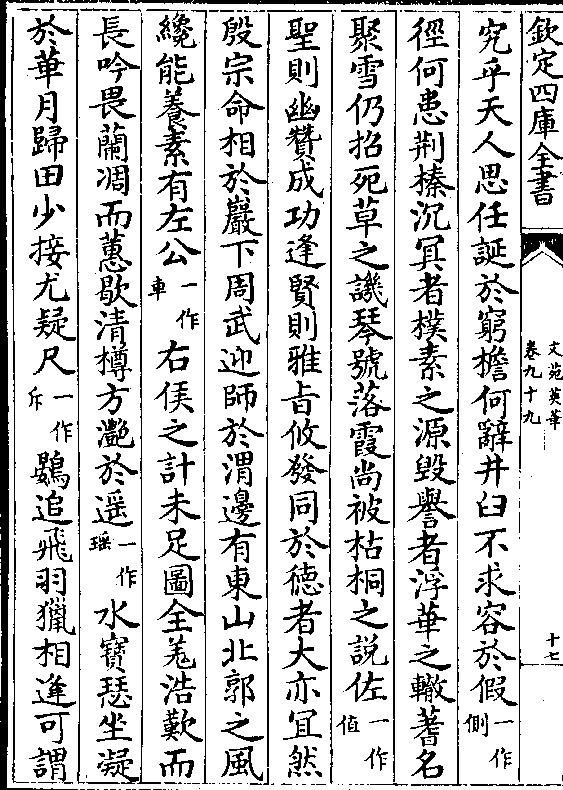 欽定四庫全書
文苑英華
卷九十九
十七
究乎天人思任誕於窮檐何辭井臼不求容於假一作側
徑何患荆榛沉冥者樸素之源毀譽者浮華之轍蓍名
聚雪仍招死草之譏琴號落霞尚被枯桐之説佐一作值
聖則幽贊成功逢賢則雅㫖攸發同於徳者大亦宜然
殷宗命相於巖下周武迎師於渭邊有東山北郭之風
纔能養素有左公一作車右侯之計未足圖全羌浩歎而
長吟畏蘭凋而蕙歇清樽方灧於遥一作瑶水寳瑟坐凝
於華月歸田少接尤疑尺一作斥鷃追飛羽獵相逢可謂